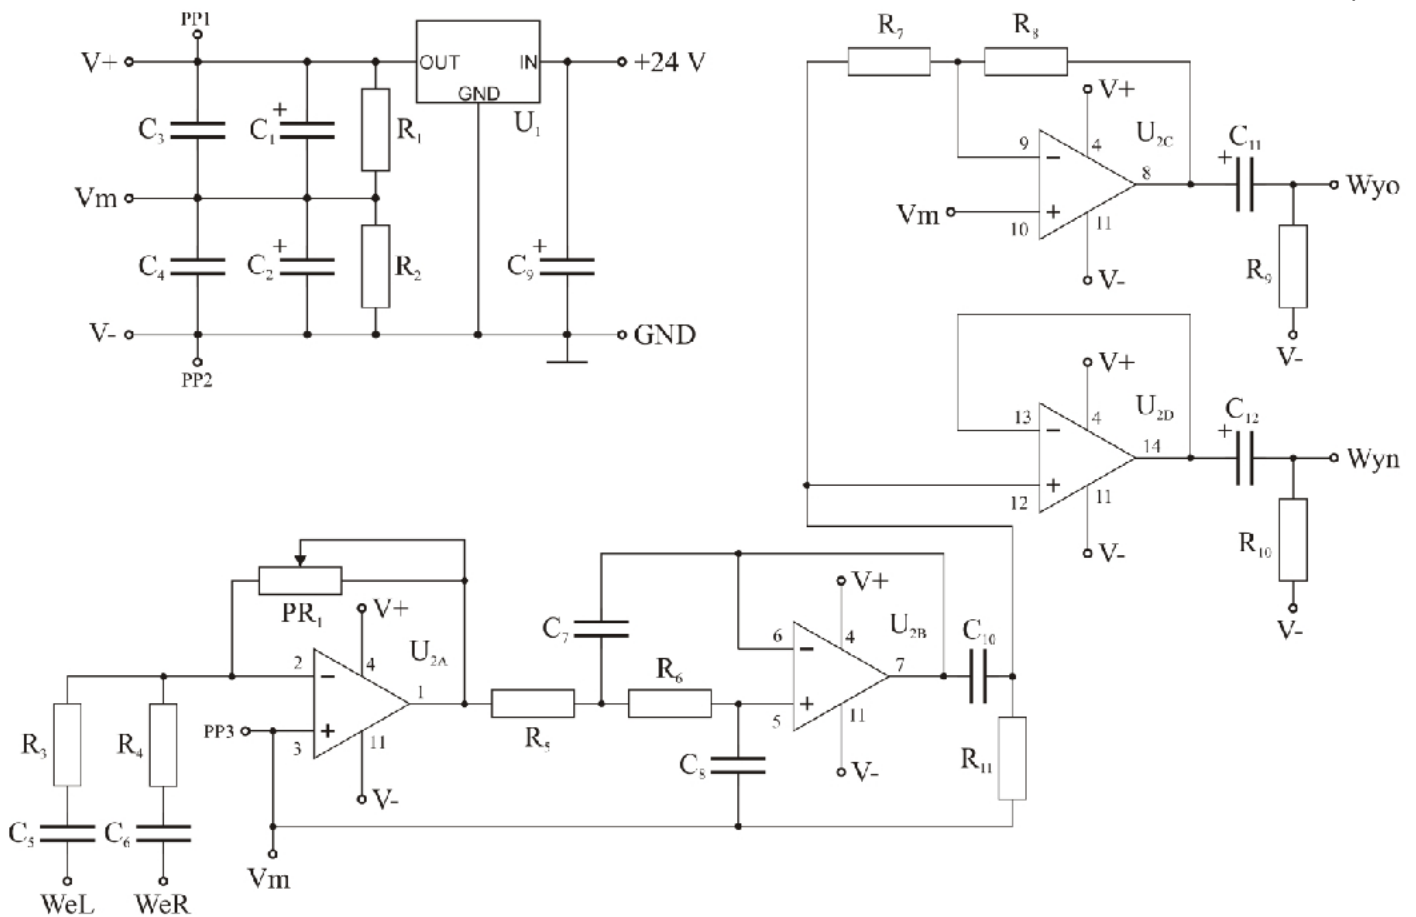 PP1
V+
OUT
IN
+24 V
GND
U₁
C₃
C₁
+
R₁
Vm
C₄
C₂
+
R₂
C₉
+
V-
GND
PP2
R₇
R₈
V+
U₂C
4
9
−
8
C₁₁
+
Wyo
Vm
10
+
11
V-
R₉
V-
V+
U₂D
4
13
−
14
C₁₂
+
Wyn
12
+
11
V-
R₁₀
V-
PR₁
V+
U₂A
4
2
−
1
PP3
3
+
11
V-
R₃
R₄
C₅
C₆
WeL
WeR
Vm
R₅
C₇
R₆
C₈
V+
U₂B
4
6
−
7
5
+
11
V-
C₁₀
R₁₁